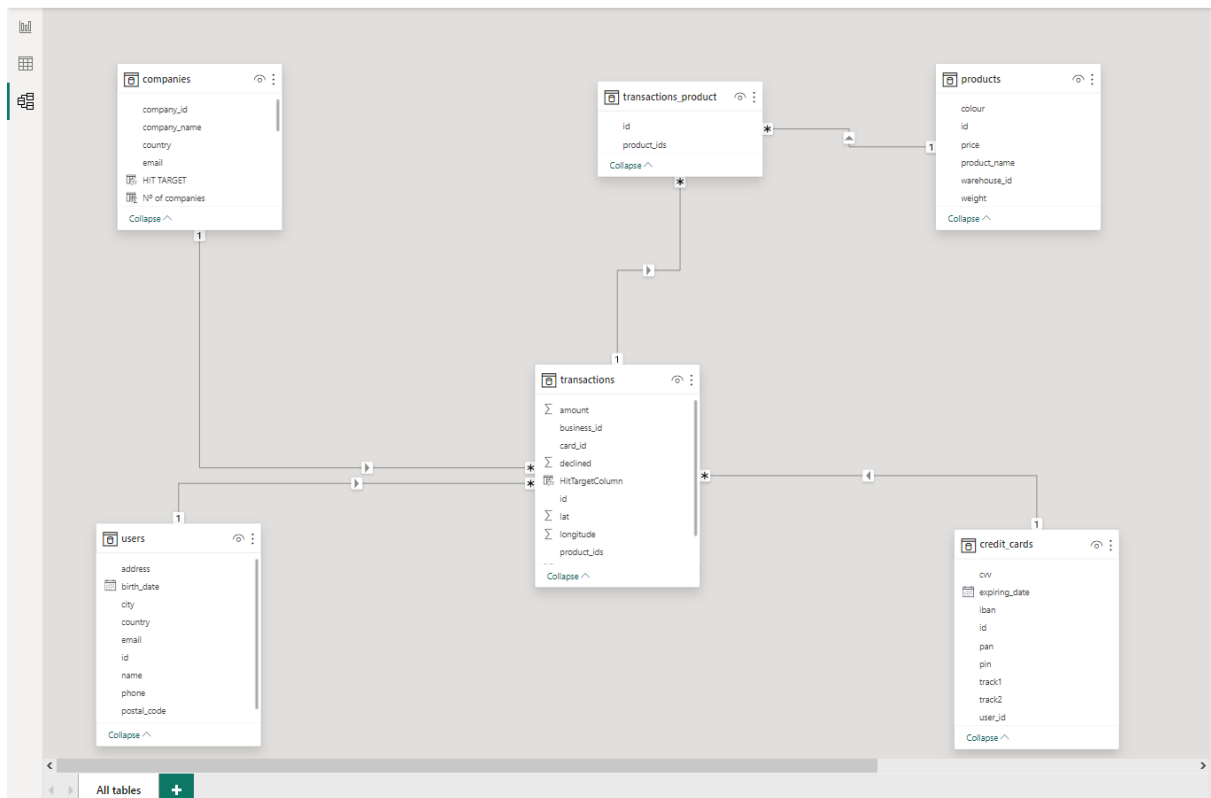 companies
company_id
company_name
country
email
HIT TARGET
Nº of companies
Collapse
1
transactions_product
id
product_ids
Collapse
*
*
products
colour
id
price
product_name
warehouse_id
weight
Collapse
1
1
transactions
amount
business_id
card_id
declined
HitTargetColumn
id
lat
longitude
product_ids
Collapse
*
*
*
1
users
address
birth_date
city
country
email
id
name
phone
postal_code
Collapse
1
credit_cards
cvv
expiring_date
iban
id
pan
pin
track1
track2
user_id
Collapse
All tables
+